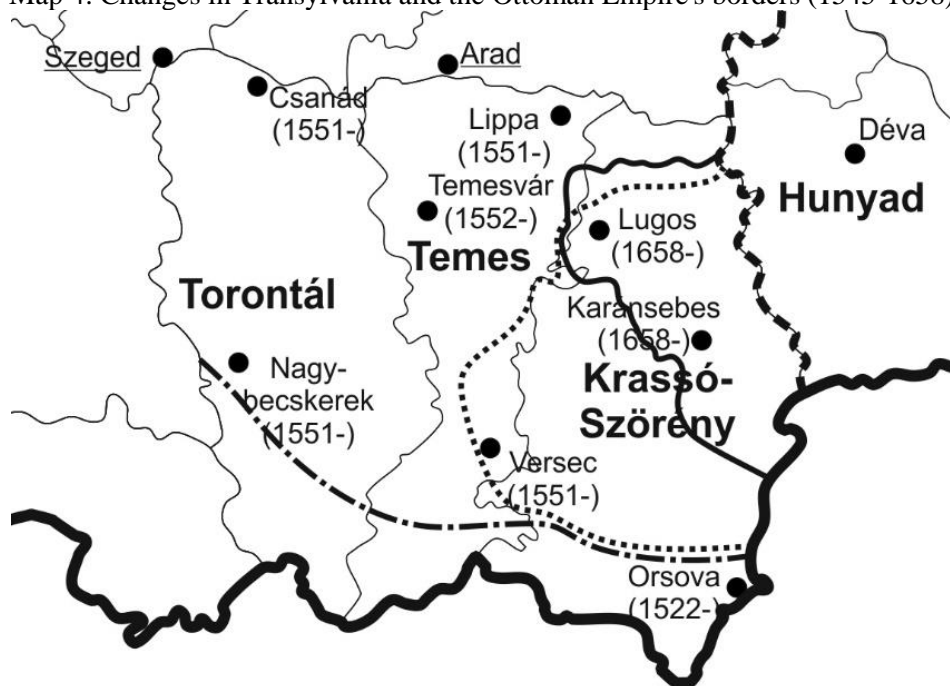 Map 4. Changes in Transylvania and the Ottoman Empire's borders (1543-1658)
Szeged
Arad
Csanád
(1551-)
Lippa
(1551-)
Déva
Temesvár
(1552-)
Hunyad
Lugos
(1658-)
Temes
Torontál
Karánsebes
(1658-)
Nagy-
becskerek
(1551-)
Krassó-
Szörény
Versec
(1551-)
Orsova
(1522-)